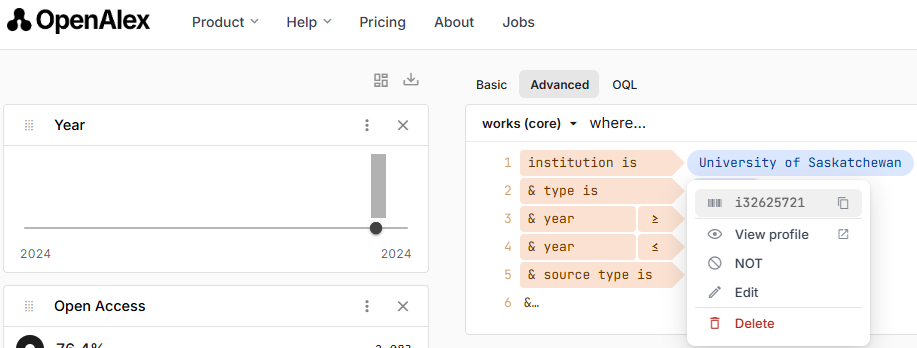 OpenAlex
Product
Help
Pricing
About
Jobs
Year
2024
2024
Open Access
76.4%
Basic
Advanced
OQL
works (core)
where...
1 institution is University of Saskatchewan
2 & type is
3 & year ≥
4 & year ≤
5 & source type is
6 &…
i32625721
View profile
NOT
Edit
Delete